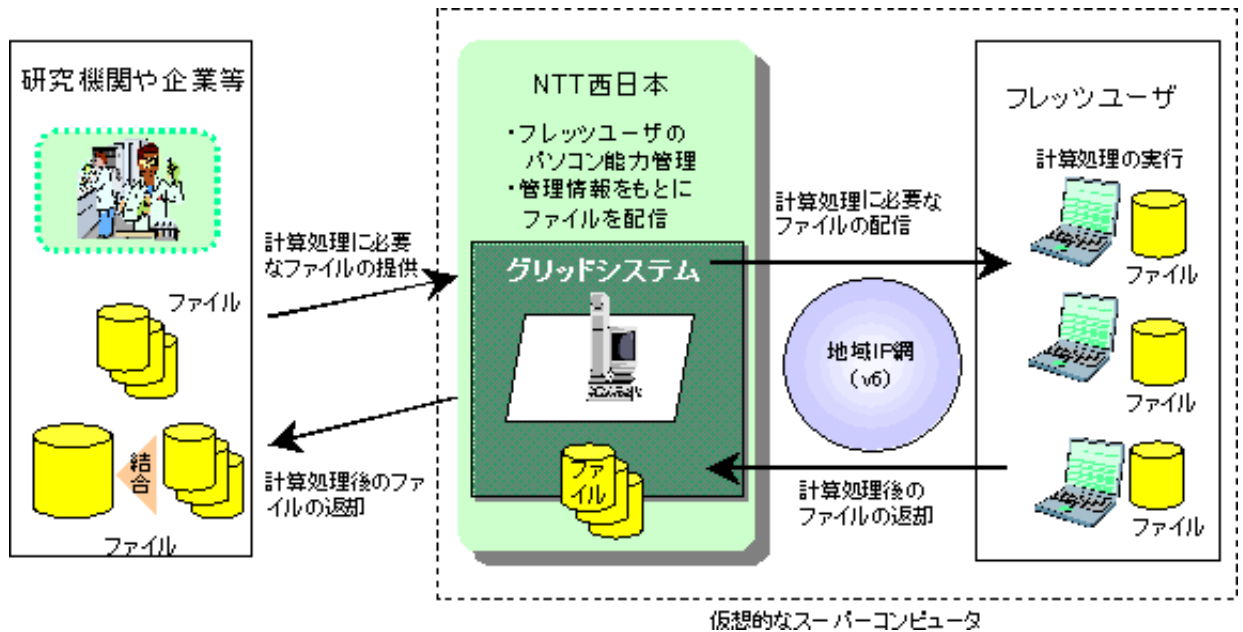 研究機関や企業等
ファイル
結合
ファイル
計算処理に必要
なファイルの提供
計算処理後のファ
イルの返却
NTT西日本
・フレッツユーザの
パソコン能力管理
・管理情報をもとに
ファイルを配信
グリッドシステム
ファ
イル
計算処理に必要な
ファイルの配信
地域IP網
(v6)
計算処理後の
ファイルの返却
フレッツユーザ
計算処理の実行
ファイル
ファイル
ファイル
仮想的なスーパーコンピュータ